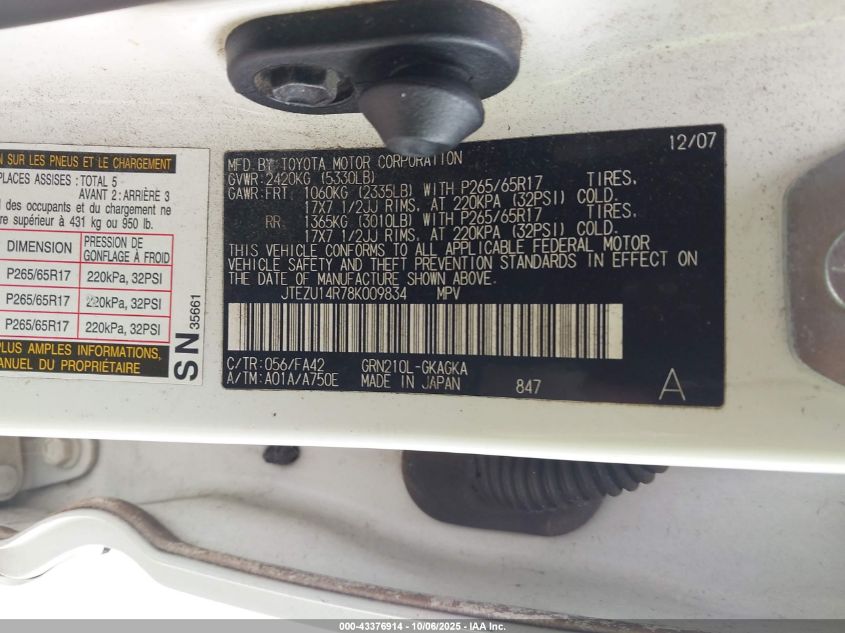 N SUR LES PNEUS ET LE CHARGEMENT
PLACES ASSISES: TOTAL 5
AVANT 2: ARRIÈRE 3
l des occupants et du chargement ne
re supérieur à 431 kg ou 950 lb.
DIMENSION
PRESSION DE GONFLAGE À FROID
P265/65R17 220kPa, 32PSI
P265/65R17 220kPa, 32PSI
P265/65R17 220kPa, 32PSI
PLUS AMPLES INFORMATIONS,
MANUEL DU PROPRIÉTAIRE
SN 35661
12/07
MFD BY TOYOTA MOTOR CORPORATION
GVWR: 2420KG (5330LB)
GAWR: FRT 1060KG (2335LB) WITH P265/65R17 TIRES,
17X7 1/2JJ RIMS, AT 220KPA (32PSI) COLD.
RR 1365KG (3010LB) WITH P265/65R17 TIRES,
17X7 1/2JJ RIMS, AT 220KPA (32PSI) COLD.
THIS VEHICLE CONFORMS TO ALL APPLICABLE FEDERAL MOTOR
VEHICLE SAFETY AND THEFT PREVENTION STANDARDS IN EFFECT ON
THE DATE OF MANUFACTURE SHOWN ABOVE.
JTEZU14R78K009834 MPV
C/TR: 056/FA42 GRN210L-GKAGKA
A/TM: A01A/A750E MADE IN JAPAN 847 A
000-43376914 - 10/06/2025 - IAA, Inc.